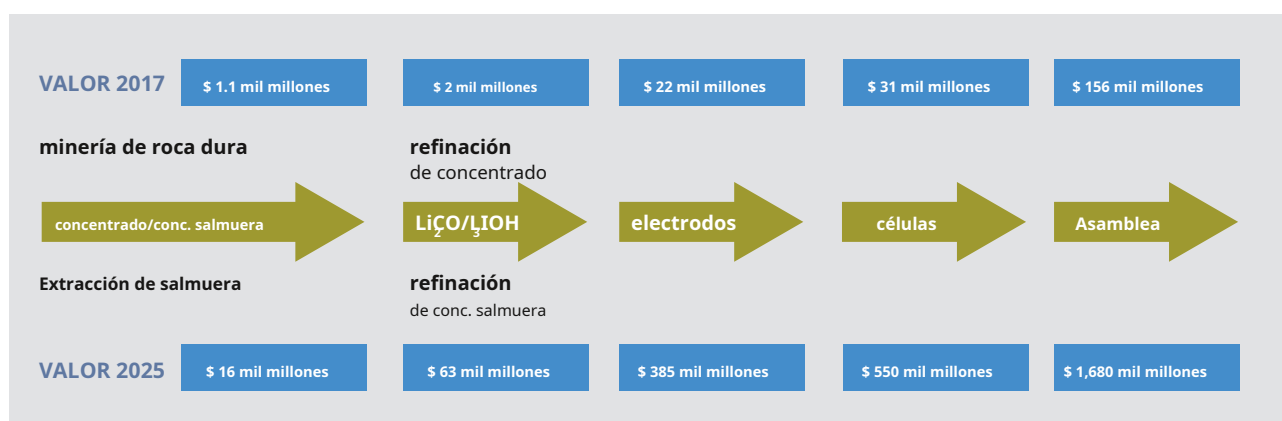 VALOR 2017
$ 1.1 mil millones
$ 2 mil millones
$ 22 mil millones
$ 31 mil millones
$ 156 mil millones
minería de roca dura
refinación
de concentrado
concentrado/conc. salmuera
Li₂CO₃/LIOH
electrodos
células
Asamblea
Extracción de salmuera
refinación
de conc. salmuera
VALOR 2025
$ 16 mil millones
$ 63 mil millones
$ 385 mil millones
$ 550 mil millones
$ 1,680 mil millones